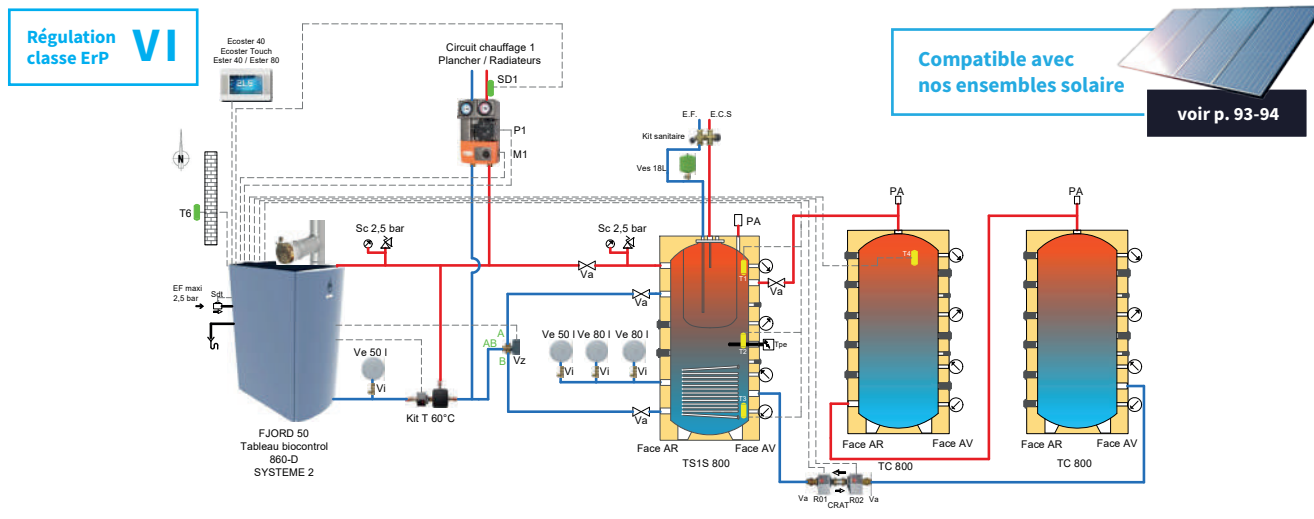 Régulation
classe ErP
VI
Ecoster 40
Ecoster Touch
Ester 40 / Ester 80
Circuit chauffage 1
Plancher / Radiateurs
SD1
P1
M1
Compatible avec
nos ensembles solaire
voir p. 93-94
E.F.
E.C.S
Kit sanitaire
Ves 18L
N
T6
PA
PA
PA
Sc 2,5 bar
Sc 2,5 bar
Va
Va
Va
Va
T1
T2
T3
T4
Tpe
EF maxi
2,5 bar
Sdt
Ve 50 l
Vi
Kit T 60°C
A
AB
B
Vz
Ve 50 l
Ve 80 l
Ve 80 l
Vi
Vi
Vi
FJORD 50
Tableau biocontrol
860-D
SYSTEME 2
Face AR
Face AV
TS1S 800
Face AR
Face AV
TC 800
Face AR
Face AV
TC 800
Va
R01
CRAT
R02
Va